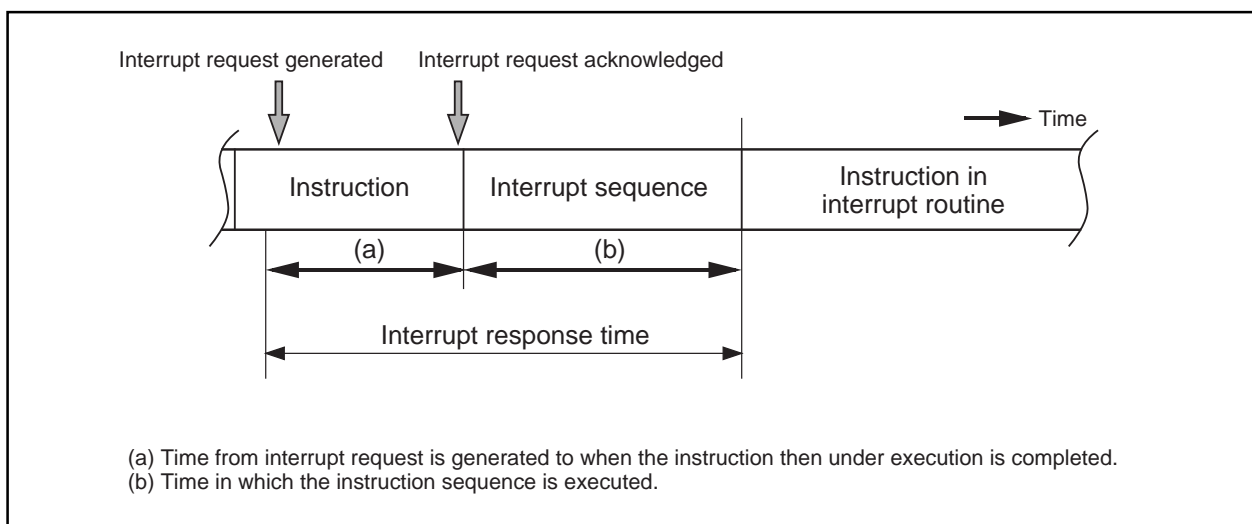 Interrupt request generated
Interrupt request acknowledged
Time
Instruction
Interrupt sequence
Instruction in
interrupt routine
(a)
(b)
Interrupt response time
(a) Time from interrupt request is generated to when the instruction then under execution is completed.
(b) Time in which the instruction sequence is executed.